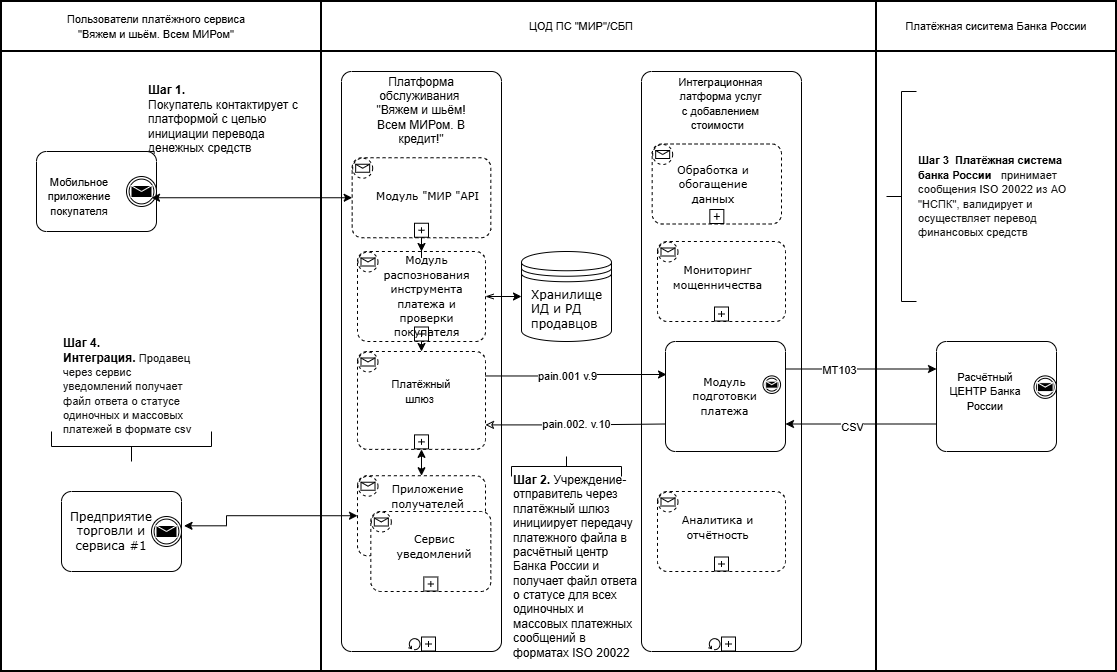 Пользователи платёжного сервиса
"Вяжем и шьём. Всем МИРом"
ЦОД ПС "МИР"/СБП
Платёжная сиситема Банка России
Шаг 1.
Покупатель контактирует с
платформой с целью
инициации перевода
денежных средств
Мобильное
приложение
покупателя
Шаг 4.
Интеграция. Продавец
через сервис
уведомлений получает
файл ответа о статусе
одиночных и массовых
платежей в формате csv
Предприятие
торговли и
сервиса #1
Платформа
обслуживания
"Вяжем и шьём!
Всем МИРом. В
кредит!"
Модуль "МИР "API
Модуль
распознования
инструмента
платежа и
проверки
покупателя
Хранилище
ИД и РД
продавцов
Платёжный
шлюз
pain.001 v.9
pain.002. v.10
Приложение
получателей
Сервис
уведомлений
Шаг 2. Учреждение-
отправитель через
платёжный шлюз
инициирует передачу
платежного файла в
расчётный центр
Банка России и
получает файл ответа
о статусе для всех
одиночных и
массовых платежных
сообщений в
форматах ISO 20022
Интеграционная
латформа услуг
с добавлением
стоимости
Обработка и
обогащение
данных
Мониторинг
мошенничества
Модуль
подготовки
платежа
Аналитика и
отчётность
MT103
CSV
Шаг 3 Платёжная система
банка России принимает
сообщения ISO 20022 из АО
"НСПК", валидирует и
осуществляет перевод
финансовых средств
Расчётный
ЦЕНТР Банка
России